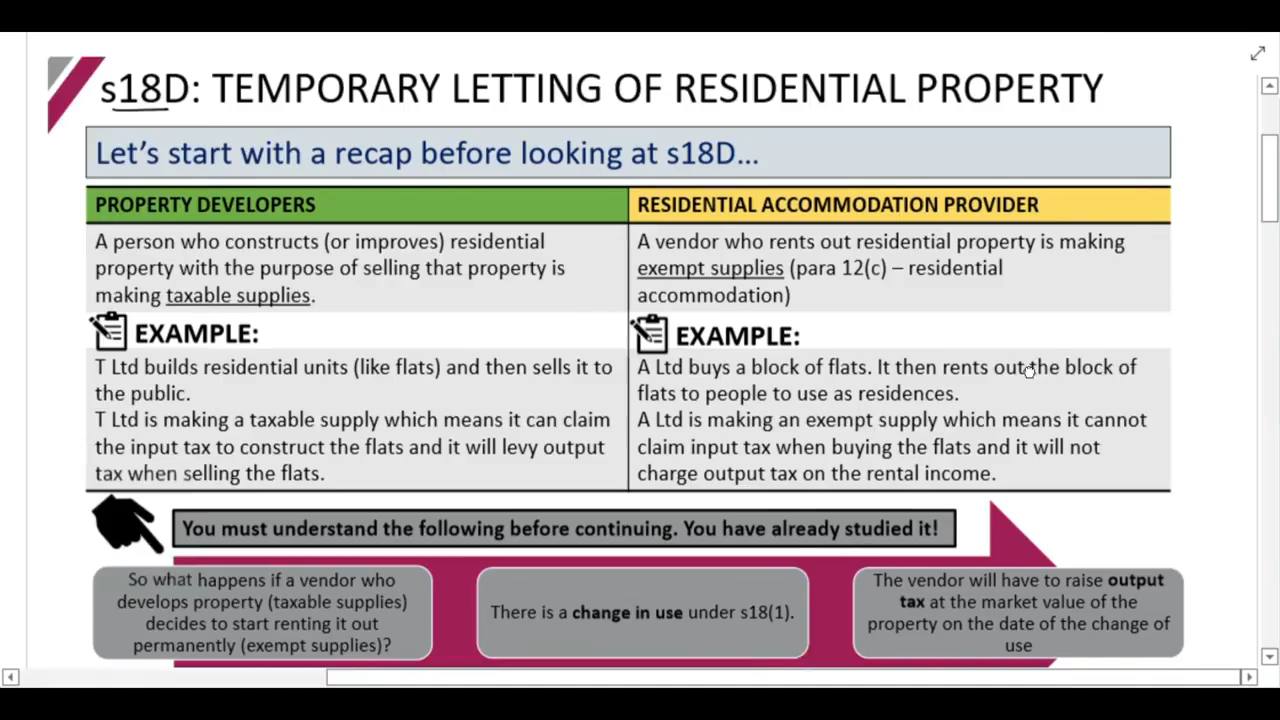 s18D: TEMPORARY LETTING OF RESIDENTIAL PROPERTY
Let's start with a recap before looking at s18D...
PROPERTY DEVELOPERS
A person who constructs (or improves) residential
property with the purpose of selling that property is
making taxable supplies.
EXAMPLE:
T Ltd builds residential units (like flats) and then sells it to
the public.
T Ltd is making a taxable supply which means it can claim
the input tax to construct the flats and it will levy output
tax when selling the flats.
RESIDENTIAL ACCOMMODATION PROVIDER
A vendor who rents out residential property is making
exempt supplies (para 12(c) – residential
accommodation)
EXAMPLE:
A Ltd buys a block of flats. It then rents out the block of
flats to people to use as residences.
A Ltd is making an exempt supply which means it cannot
claim input tax when buying the flats and it will not
charge output tax on the rental income.
You must understand the following before continuing. You have already studied it!
So what happens if a vendor who
develops property (taxable supplies)
decides to start renting it out
permanently (exempt supplies)?
There is a change in use under s18(1).
The vendor will have to raise output
tax at the market value of the
property on the date of the change of
use